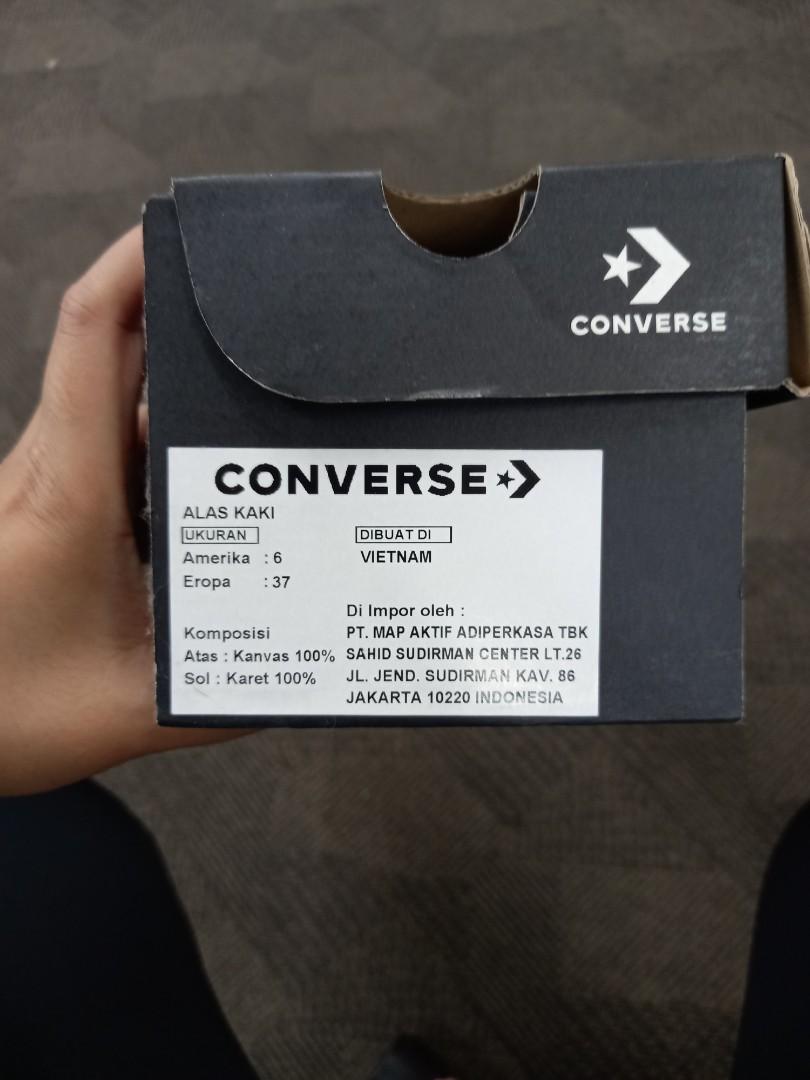 CONVERSE
CONVERSE
ALAS KAKI
UKURAN
Amerika : 6
Eropa : 37
DIBUAT DI
VIETNAM
Komposisi
Atas : Kanvas 100%
Sol : Karet 100%
Di Impor oleh :
PT. MAP AKTIF ADIPERKASA TBK
SAHID SUDIRMAN CENTER LT.26
JL. JEND. SUDIRMAN KAV. 86
JAKARTA 10220 INDONESIA